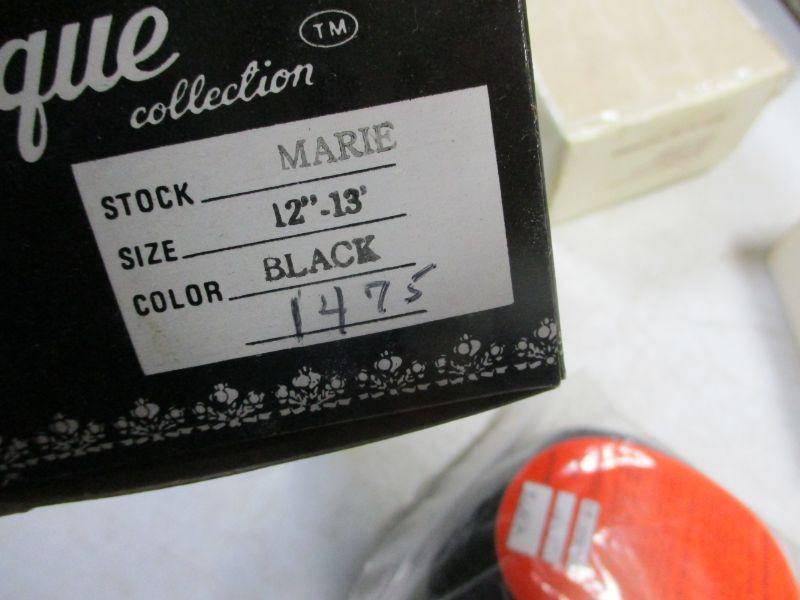 que TM
collection
STOCK MARIE
SIZE 12"-13'
COLOR BLACK
1475